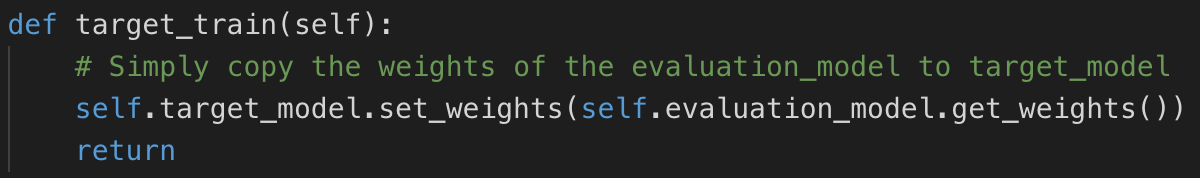 def target_train(self):
    # Simply copy the weights of the evaluation_model to target_model
    self.target_model.set_weights(self.evaluation_model.get_weights())
    return